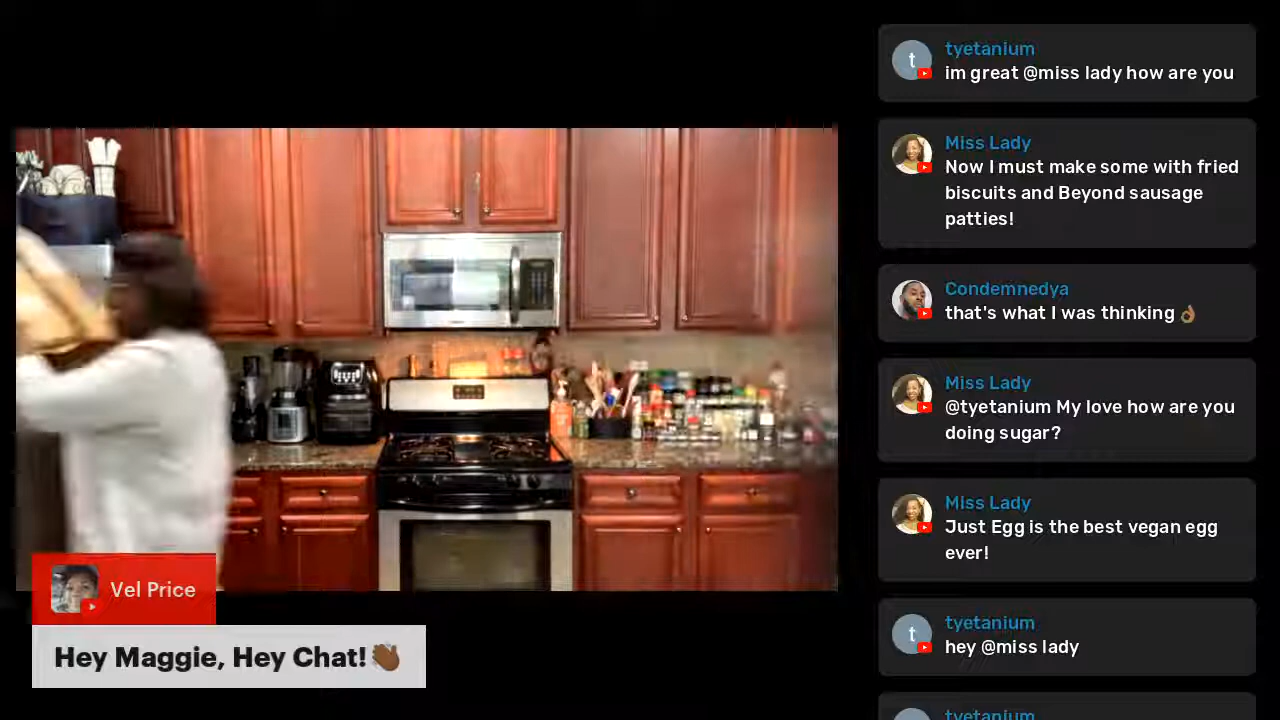 Vel Price
Hey Maggie, Hey Chat!👋🏾
tyetanium
im great @miss lady how are you
Miss Lady
Now I must make some with fried
biscuits and Beyond sausage
patties!
Condemnedya
that's what I was thinking 👌🏾
Miss Lady
@tyetanium My love how are you
doing sugar?
Miss Lady
Just Egg is the best vegan egg
ever!
tyetanium
hey @miss lady
tyetanium